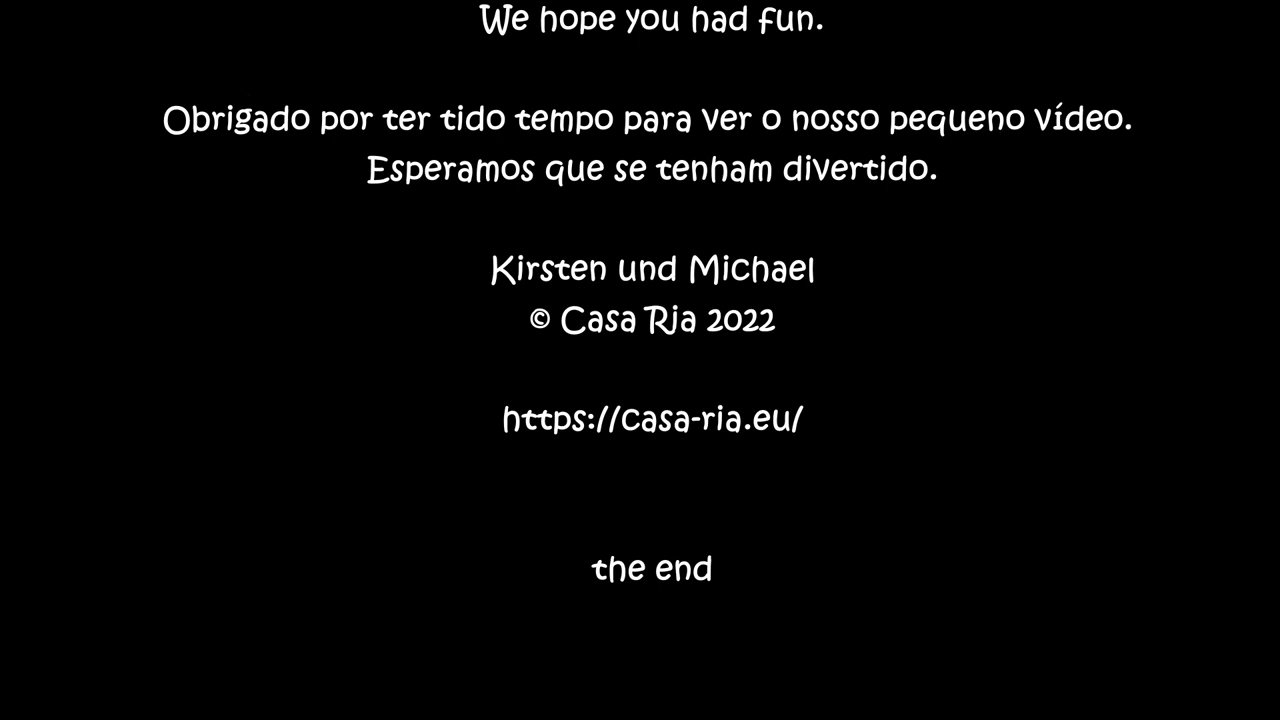 We hope you had fun.
Obrigado por ter tido tempo para ver o nosso pequeno vídeo.
Esperamos que se tenham divertido.
Kirsten und Michael
© Casa Ria 2022
https://casa-ria.eu/
the end